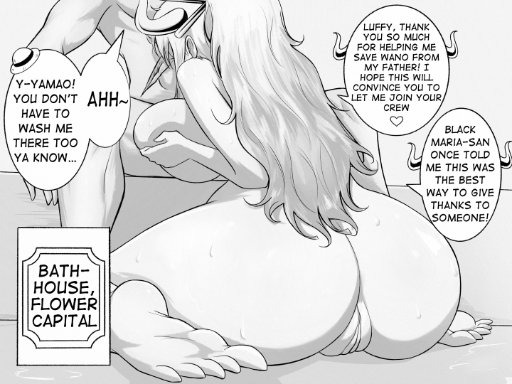 LUFFY, THANK
YOU SO MUCH
FOR HELPING ME
SAVE WANO FROM
MY FATHER! I
HOPE THIS WILL
CONVINCE YOU TO
LET ME JOIN YOUR
CREW
♡
Y-YAMAO!
YOU DON'T
HAVE TO
WASH ME
THERE TOO
YA KNOW...
AHH~
BLACK
MARIA-SAN
ONCE TOLD
ME THIS WAS
THE BEST
WAY TO GIVE
THANKS TO
SOMEONE!
BATH-
HOUSE,
FLOWER
CAPITAL